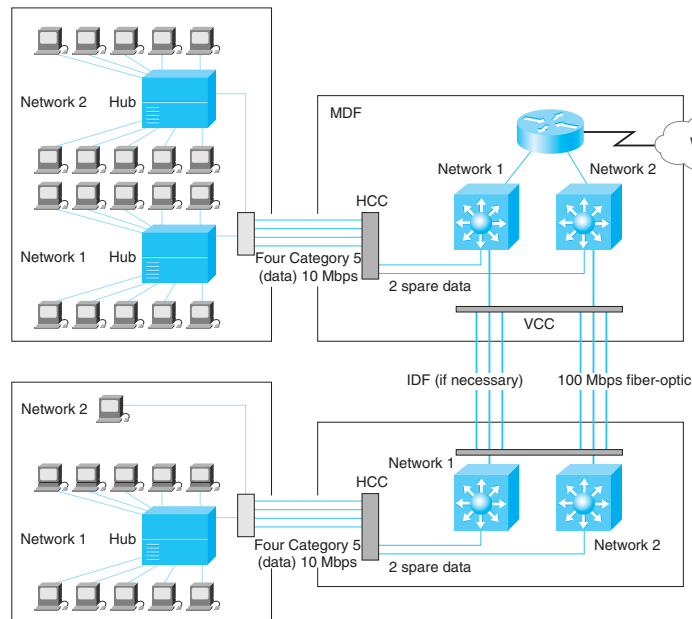 Network 2
Hub
Network 1
Hub
Four Category 5
(data) 10 Mbps
MDF
HCC
Network 1
Network 2
2 spare data
VCC
IDF (if necessary)
100 Mbps fiber-optic
Network 2
Network 1
Hub
Four Category 5
(data) 10 Mbps
HCC
Network 1
Network 2
2 spare data